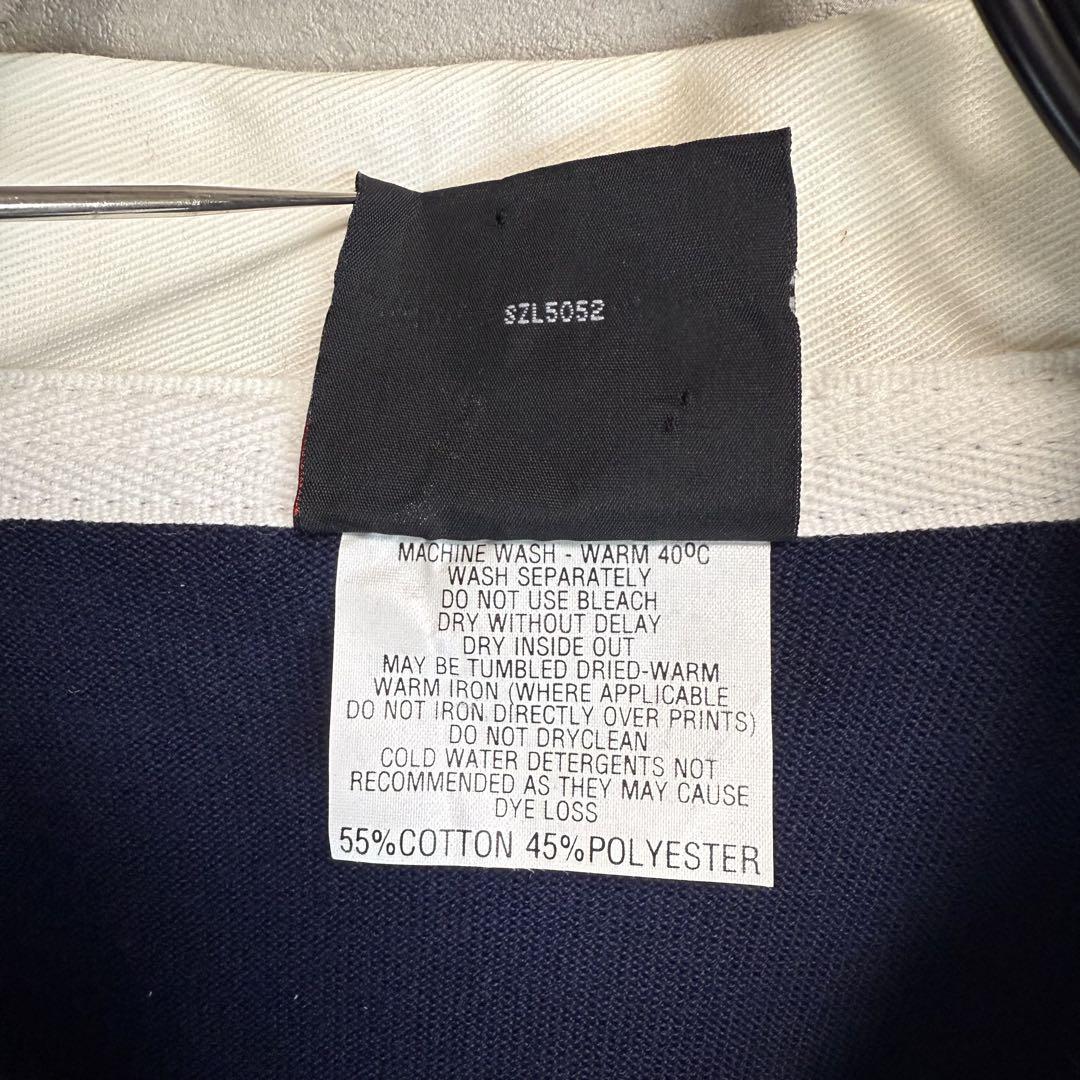 SZL5052
MACHINE WASH - WARM 40ºC
WASH SEPARATELY
DO NOT USE BLEACH
DRY WITHOUT DELAY
DRY INSIDE OUT
MAY BE TUMBLED DRIED-WARM
WARM IRON (WHERE APPLICABLE
DO NOT IRON DIRECTLY OVER PRINTS)
DO NOT DRYCLEAN
COLD WATER DETERGENTS NOT
RECOMMENDED AS THEY MAY CAUSE
DYE LOSS
55%COTTON 45%POLYESTER